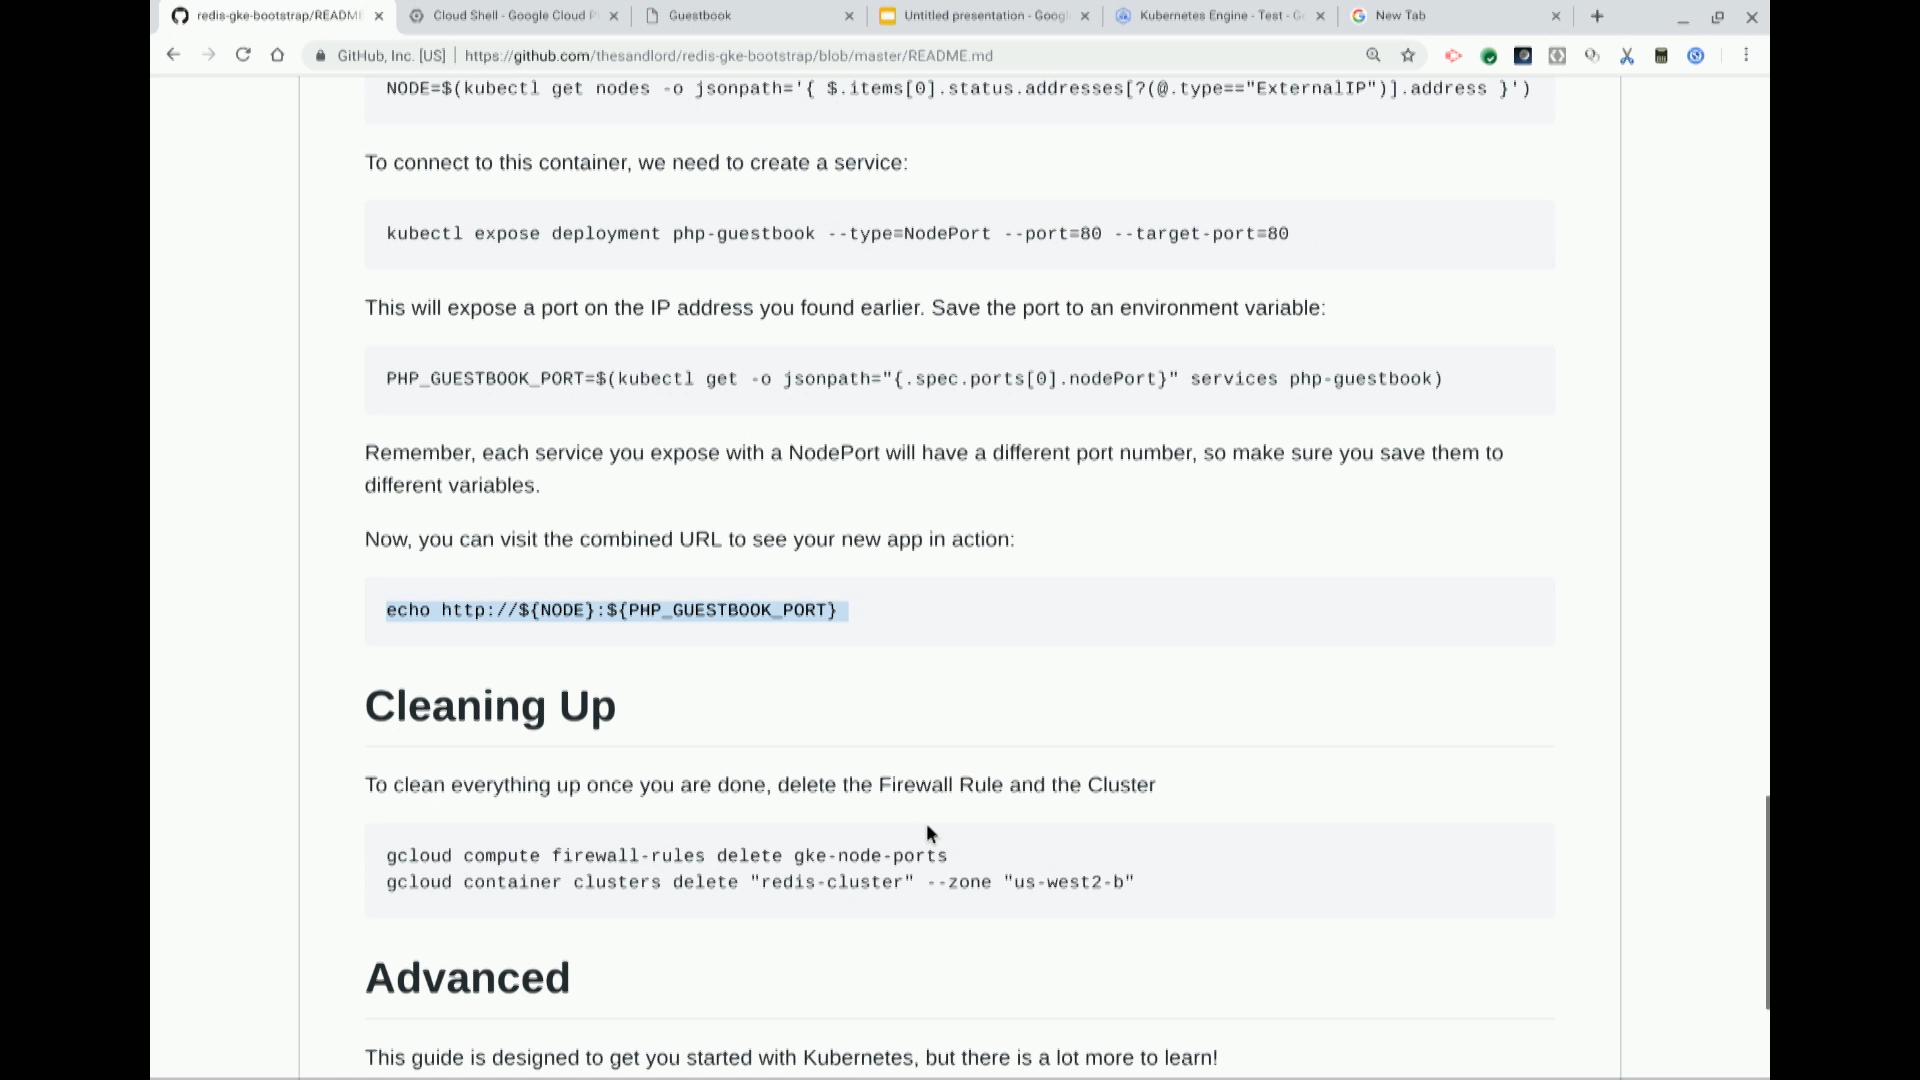 redis-gke-bootstrap/README
Cloud Shell - Google Cloud P
Guestbook
Untitled presentation - Googl
Kubernetes Engine - Test - G
New Tab
GitHub, Inc. [US] | https://github.com/thesandlord/redis-gke-bootstrap/blob/master/README.md
NODE=$(kubectl get nodes -o jsonpath='{ $.items[0].status.addresses[?(@.type=="ExternalIP")].address }')
To connect to this container, we need to create a service:
kubectl expose deployment php-guestbook --type=NodePort --port=80 --target-port=80
This will expose a port on the IP address you found earlier. Save the port to an environment variable:
PHP_GUESTBOOK_PORT=$(kubectl get -o jsonpath="{.spec.ports[0].nodePort}" services php-guestbook)
Remember, each service you expose with a NodePort will have a different port number, so make sure you save them to
different variables.
Now, you can visit the combined URL to see your new app in action:
echo http://${NODE}:${PHP_GUESTBOOK_PORT}
Cleaning Up
To clean everything up once you are done, delete the Firewall Rule and the Cluster
gcloud compute firewall-rules delete gke-node-ports
gcloud container clusters delete "redis-cluster" --zone "us-west2-b"
Advanced
This guide is designed to get you started with Kubernetes, but there is a lot more to learn!